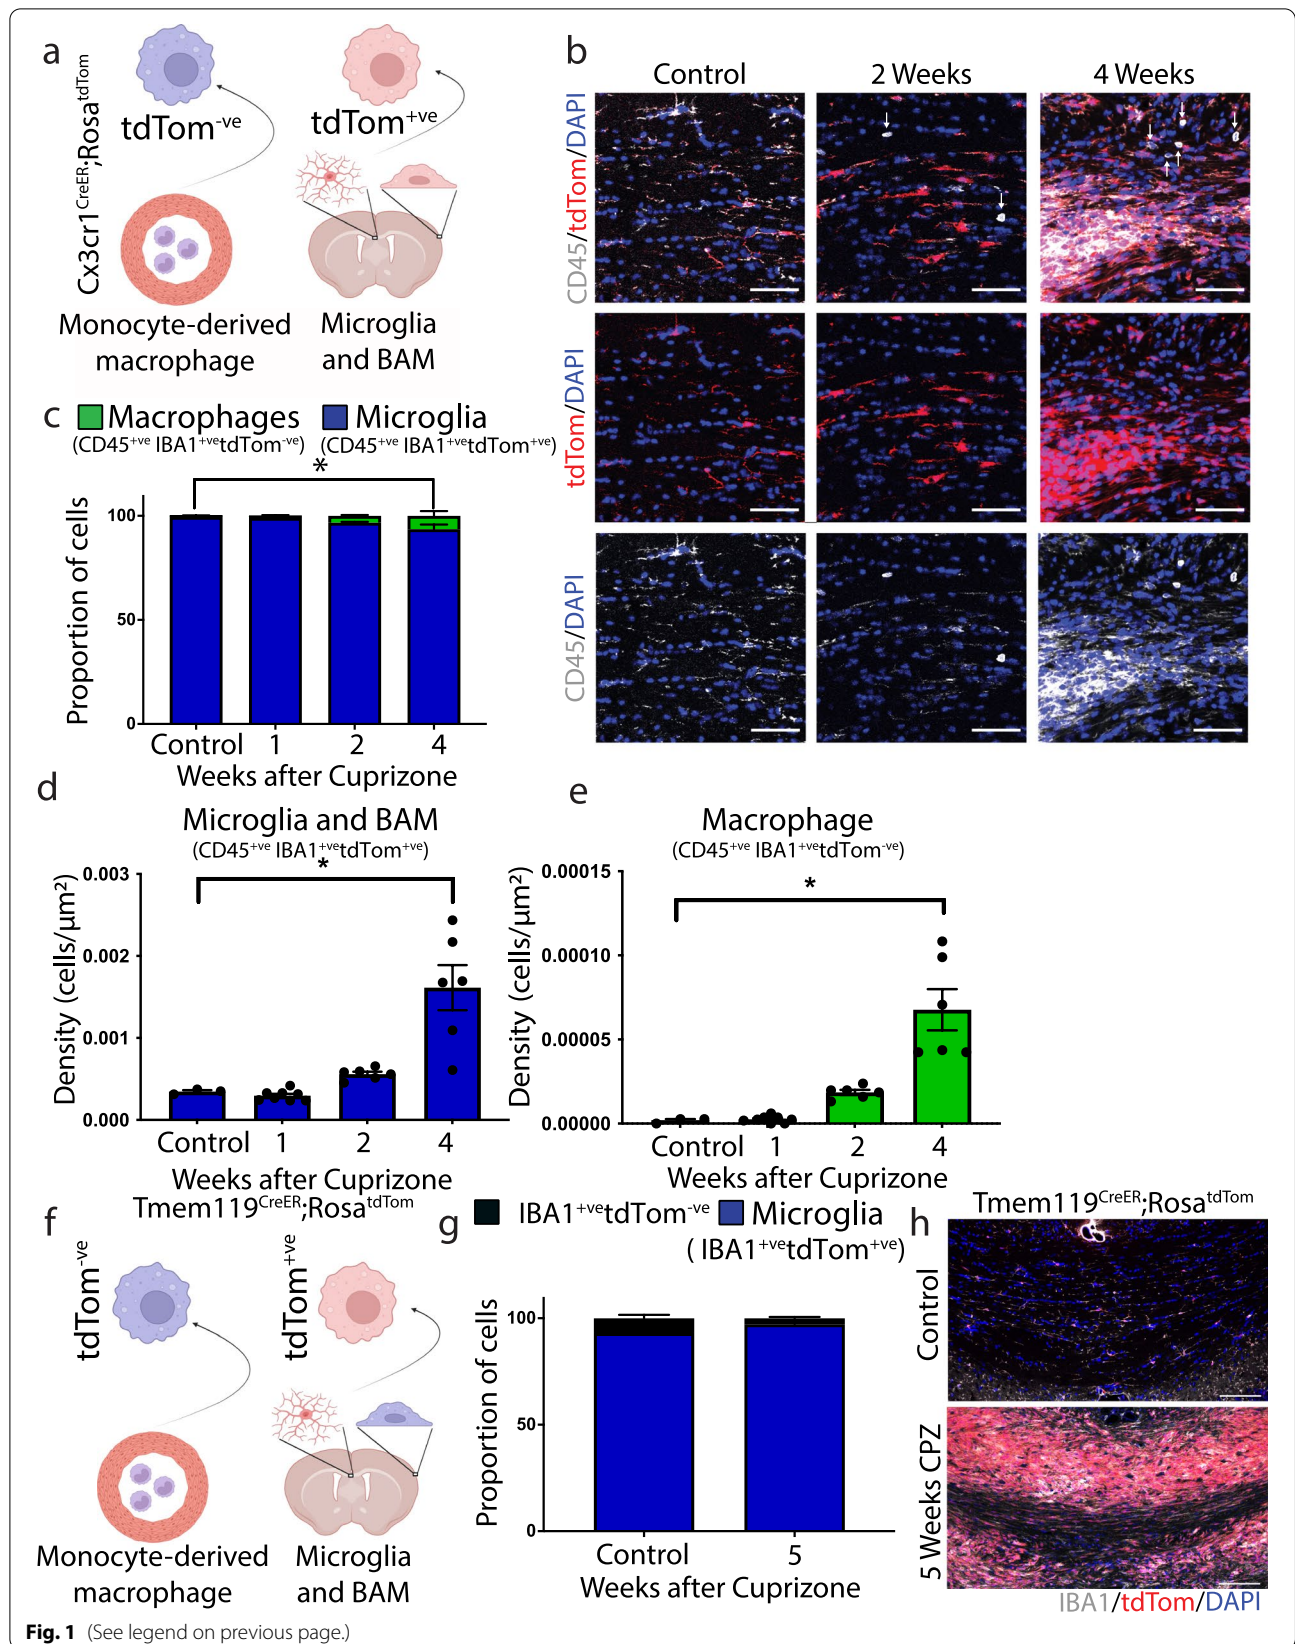 a
Cx3cr1CreER;RosatdTom
tdTom-ve
tdTom+ve
Monocyte-derived
macrophage
Microglia
and BAM
b
Control
2 Weeks
4 Weeks
CD45/tdTom/DAPI
tdTom/DAPI
CD45/DAPI
c
Macrophages
(CD45+ve IBA1+vetdTom-ve)
Microglia
(CD45+ve IBA1+vetdTom+ve)
*
Proportion of cells
100
50
0
Control
1
2
4
Weeks after Cuprizone
d
Microglia and BAM
(CD45+ve IBA1+vetdTom+ve)
*
Density (cells/µm²)
0.003
0.002
0.001
0.000
Control
1
2
4
Weeks after Cuprizone
e
Macrophage
(CD45+ve IBA1+vetdTom-ve)
*
Density (cells/µm²)
0.00015
0.00010
0.00005
0.00000
Control
1
2
4
Weeks after Cuprizone
f
Tmem119CreER;RosatdTom
tdTom-ve
tdTom+ve
Monocyte-derived
macrophage
Microglia
and BAM
g
IBA1+vetdTom-ve
Microglia
( IBA1+vetdTom+ve)
Proportion of cells
100
50
0
Control
5
Weeks after Cuprizone
h
Tmem119CreER;RosatdTom
Control
5 Weeks CPZ
IBA1/tdTom/DAPI
Fig. 1 (See legend on previous page.)